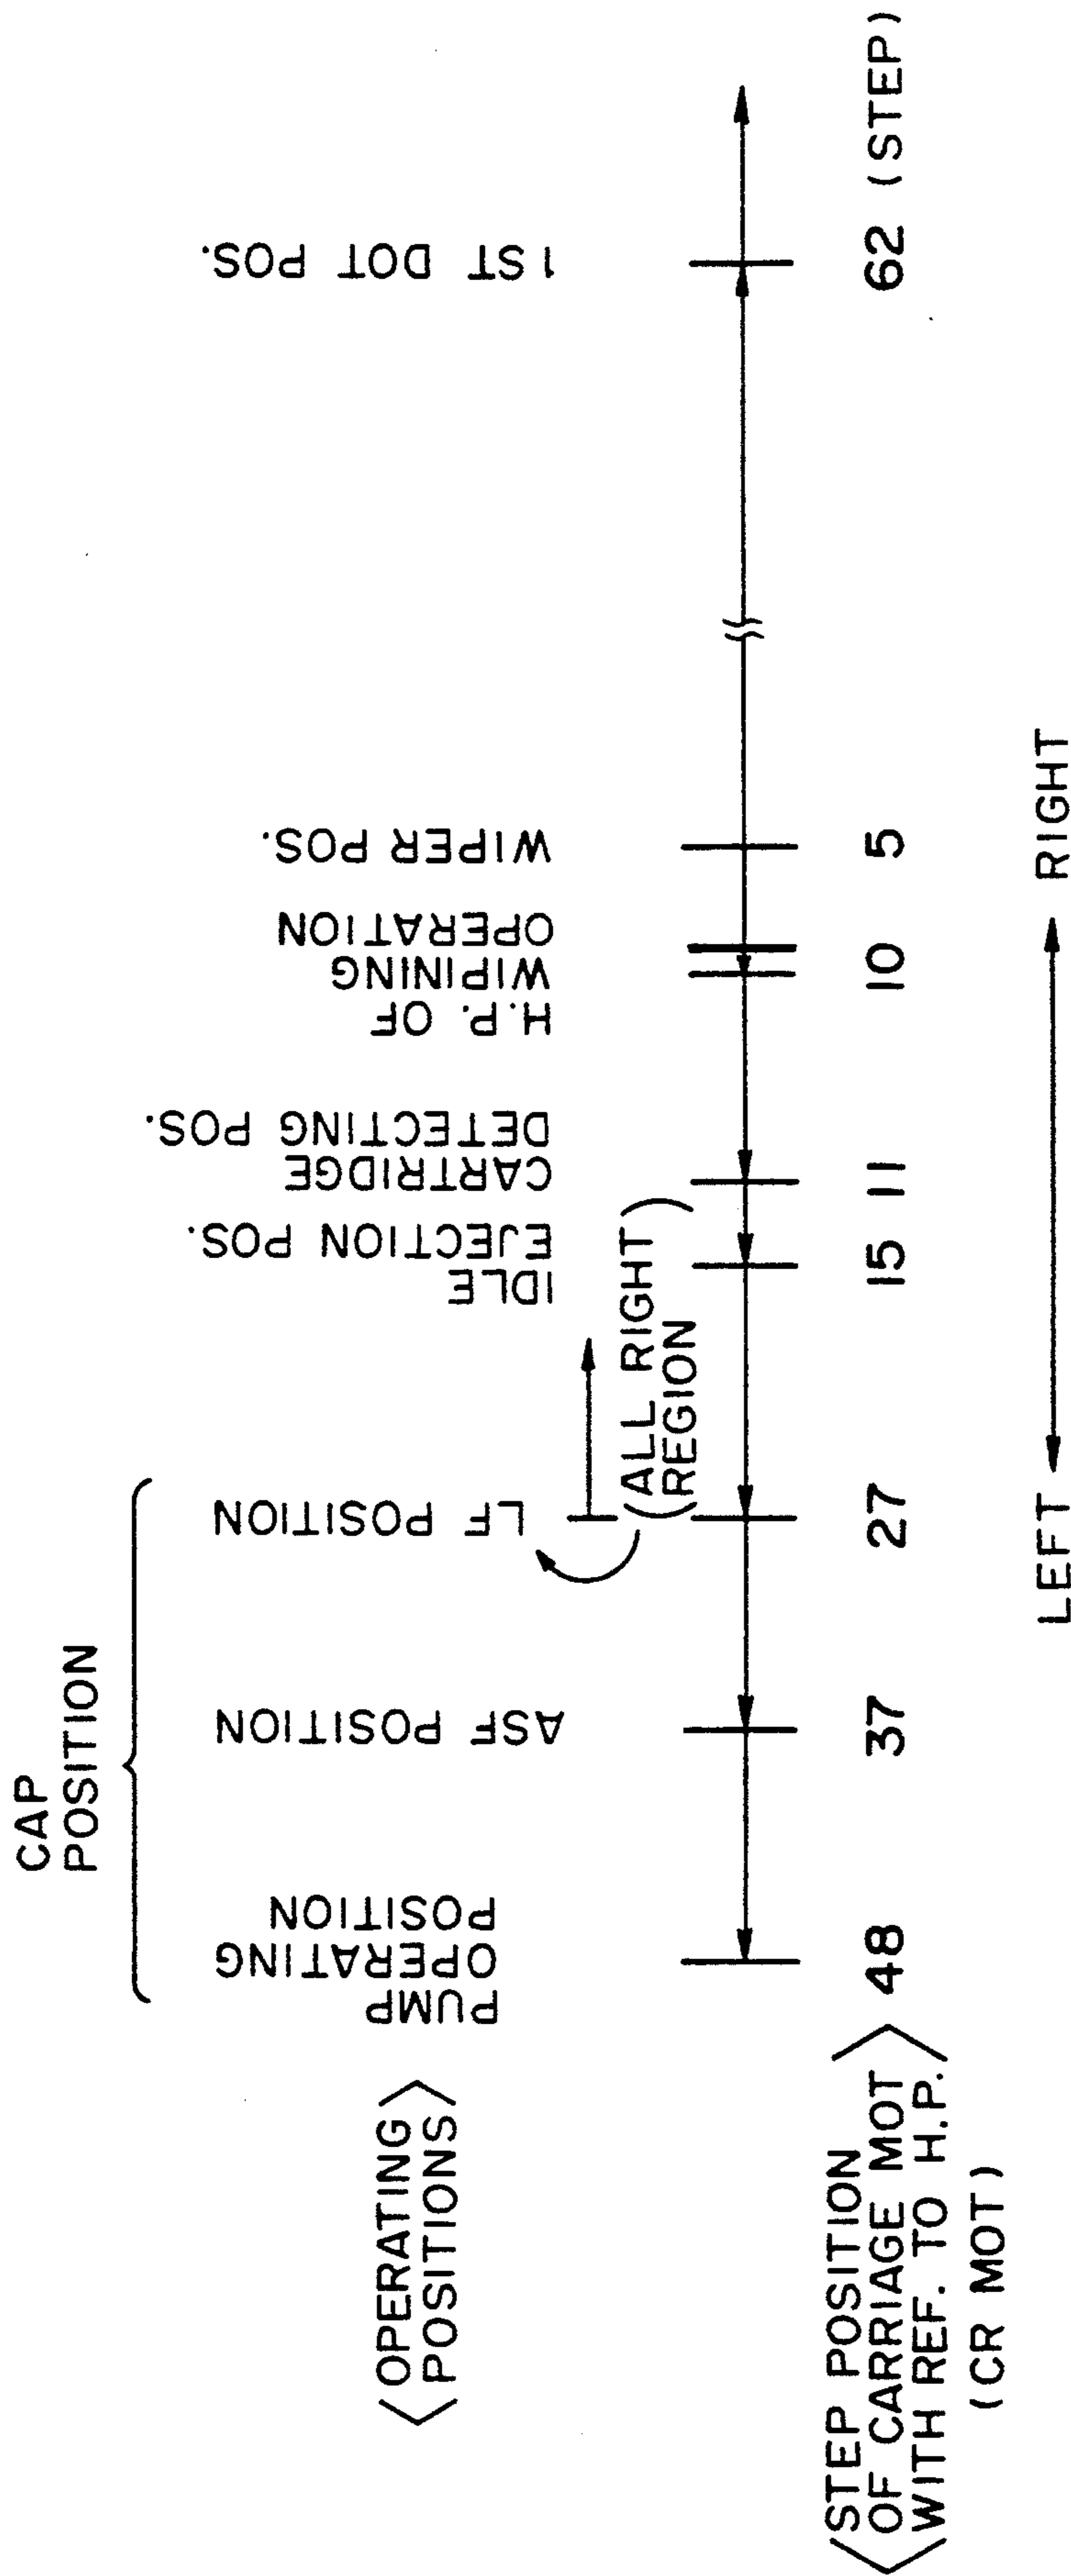 CAP
POSITION
<OPERATING
POSITIONS>
PUMP
OPERATING
POSITION
ASF POSITION
LF POSITION
(ALL RIGHT
REGION)
IDLE
EJECTION POS.
CARTRIDGE
DETECTING POS.
H.P. OF
WIPINING
OPERATION
WIPER POS.
1ST DOT POS.
<STEP POSITION
OF CARRIAGE MOT
WITH REF. TO H.P.>
(CR MOT)
48 37 27 15 11 10 5 62 (STEP)
LEFT RIGHT